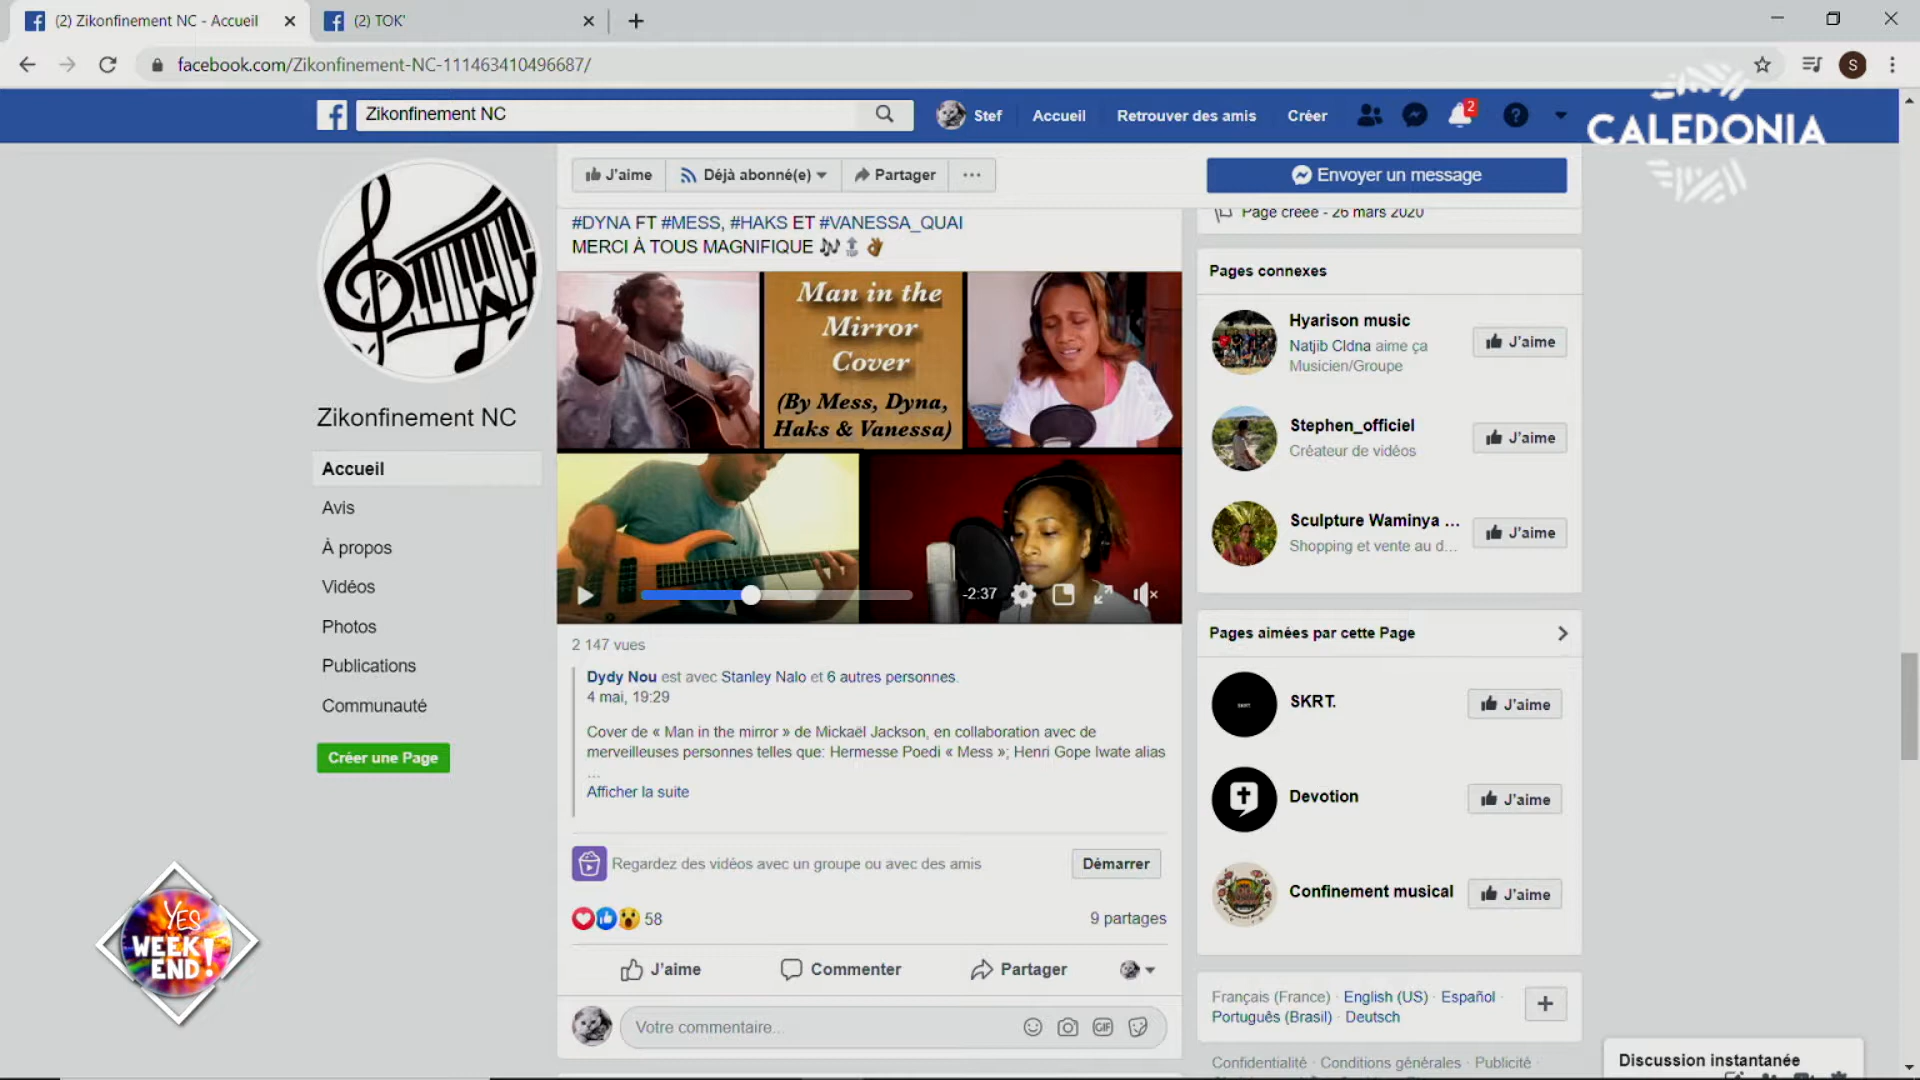 (2) Zikonfinement NC - Accueil
(2) TOK'
facebook.com/Zikonfinement-NC-111463410496687/
S
CALEDONIA
Zikonfinement NC
Stef
Accueil
Retrouver des amis
Créer
2
J'aime
Déjà abonné(e)
Partager
Envoyer un message
#DYNA FT #MESS, #HAKS ET #VANESSA_QUAI
MERCI À TOUS MAGNIFIQUE
Man in the
Mirror
Cover
(By Mess, Dyna,
Haks & Vanessa)
-2:37
2 147 vues
Dydy Nou est avec Stanley Nalo et 6 autres personnes.
4 mai, 19:29
Cover de « Man in the mirror » de Mickaël Jackson, en collaboration avec de
merveilleuses personnes telles que: Hermesse Poedi « Mess »; Henri Gope Iwate alias
...
Afficher la suite
Regardez des vidéos avec un groupe ou avec des amis
Démarrer
58
9 partages
J'aime
Commenter
Partager
Votre commentaire...
GIF
Zikonfinement NC
Accueil
Avis
À propos
Vidéos
Photos
Publications
Communauté
Créer une Page
YES
WEEK
END!
Page créée - 26 mars 2020
Pages connexes
Hyarison music
Natjib Cldna aime ça
Musicien/Groupe
J'aime
Stephen_officiel
Créateur de vidéos
J'aime
Sculpture Waminya ...
Shopping et vente au d...
J'aime
Pages aimées par cette Page
SKRT.
J'aime
Devotion
J'aime
Confinement musical
J'aime
Français (France) · English (US) · Español ·
Português (Brasil) · Deutsch
Confidentialité · Conditions générales · Publicité
Discussion instantanée